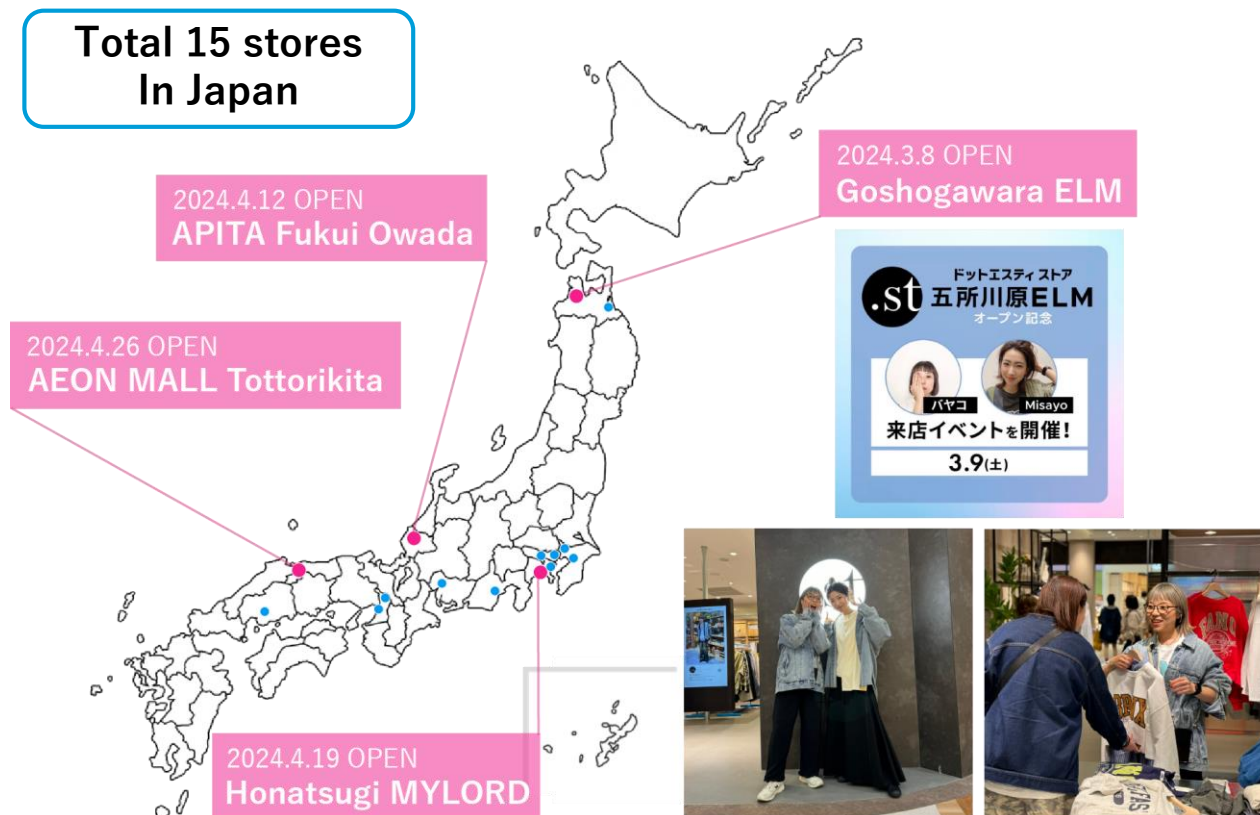 Total 15 stores
In Japan
2024.3.8 OPEN
Goshogawara ELM
2024.4.12 OPEN
APITA Fukui Owada
2024.4.26 OPEN
AEON MALL Tottorikita
2024.4.19 OPEN
Honatsugi MYLORD
.st
ドットエスティ ストア
五所川原ELM
オープン記念
バヤコ
Misayo
来店イベントを開催!
3.9(土)